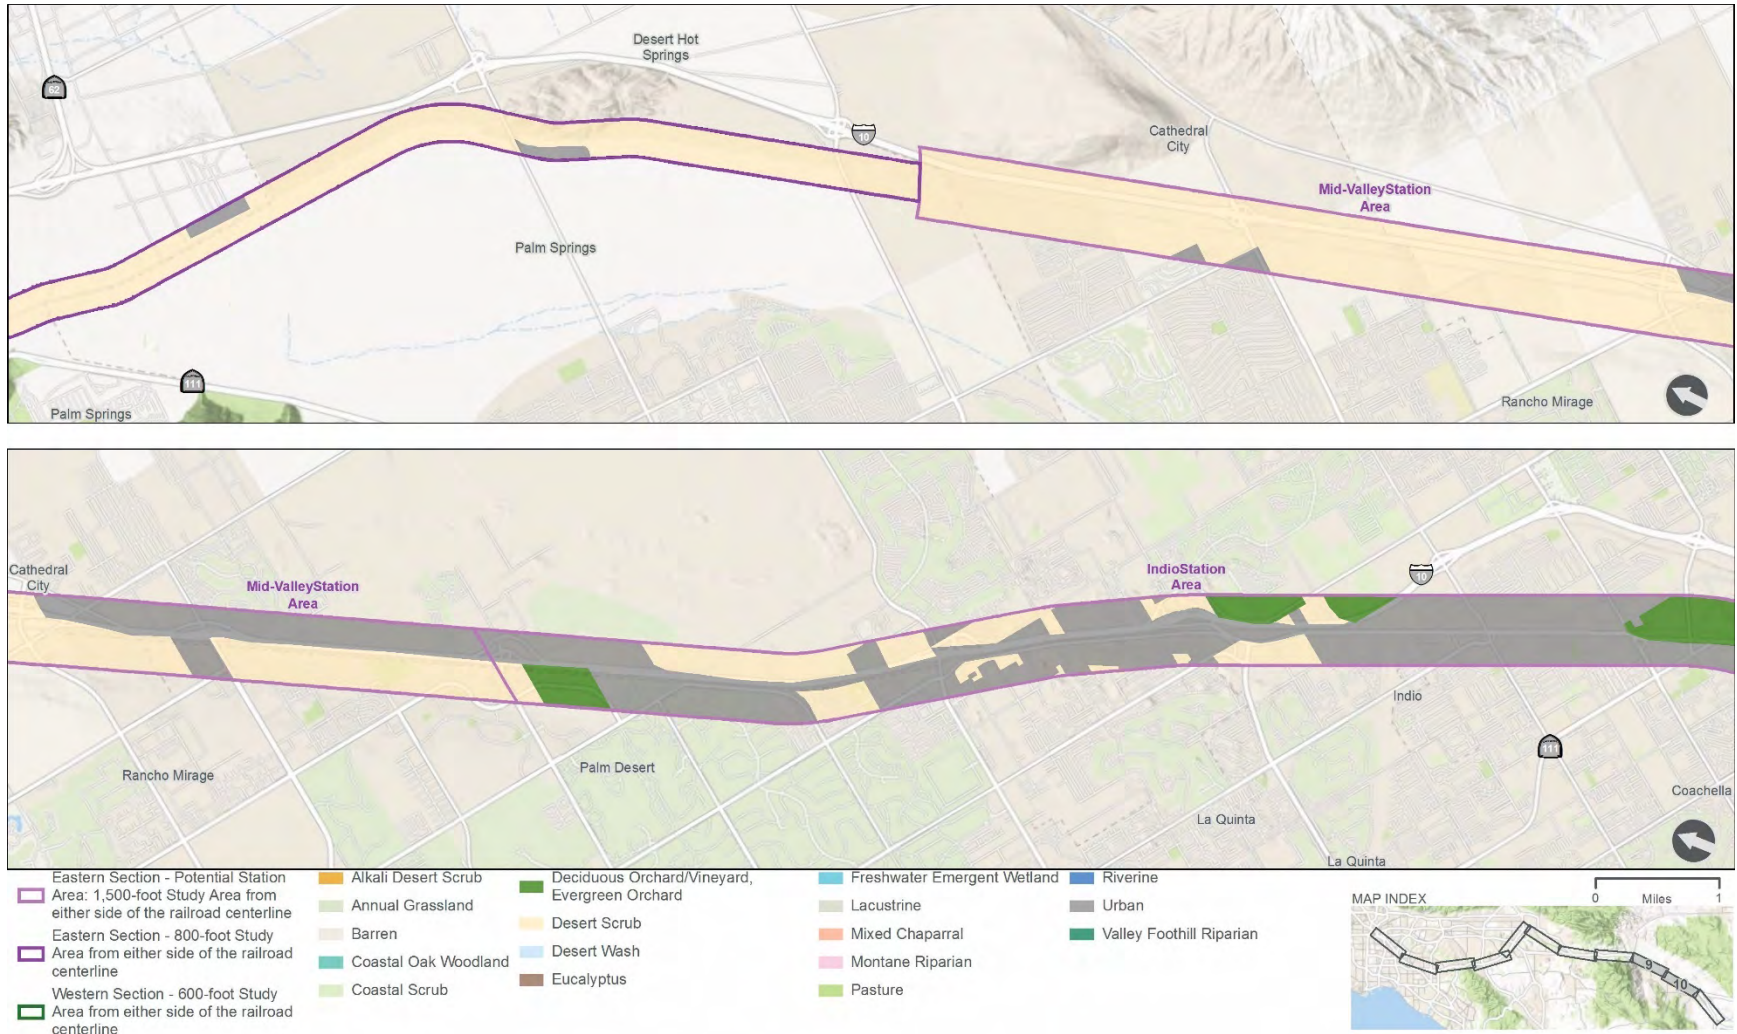 Desert Hot
Springs
62
10
Cathedral
City
Mid-ValleyStation
Area
Palm Springs
111
Palm Springs
Rancho Mirage
Cathedral
City
Mid-ValleyStation
Area
IndioStation
Area
10
Indio
111
Rancho Mirage
Palm Desert
Coachella
La Quinta
La Quinta
Eastern Section - Potential Station
Area: 1,500-foot Study Area from
either side of the railroad centerline
Eastern Section - 800-foot Study
Area from either side of the railroad
centerline
Western Section - 600-foot Study
Area from either side of the railroad
centerline
Alkali Desert Scrub
Annual Grassland
Barren
Coastal Oak Woodland
Coastal Scrub
Deciduous Orchard/Vineyard,
Evergreen Orchard
Desert Scrub
Desert Wash
Eucalyptus
Freshwater Emergent Wetland
Lacustrine
Mixed Chaparral
Montane Riparian
Pasture
Riverine
Urban
Valley Foothill Riparian
0 Miles 1
MAP INDEX
9
10